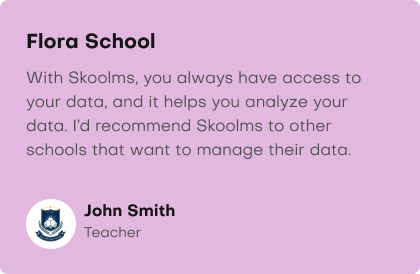 Flora School
With Skoolms, you always have access to
your data, and it helps you analyze your
data. I'd recommend Skoolms to other
schools that want to manage their data.
John Smith
Teacher